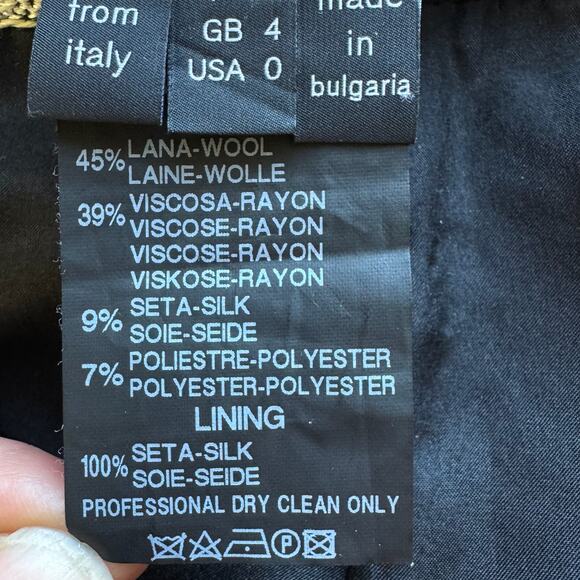 from
italy
GB 4
USA 0
made
in
bulgaria
45% LANA-WOOL
LAINE-WOLLE
39% VISCOSA-RAYON
VISCOSE-RAYON
VISCOSE-RAYON
VISKOSE-RAYON
9% SETA-SILK
SOIE-SEIDE
7% POLIESTRE-POLYESTER
POLYESTER-POLYESTER
LINING
100% SETA-SILK
SOIE-SEIDE
PROFESSIONAL DRY CLEAN ONLY
P